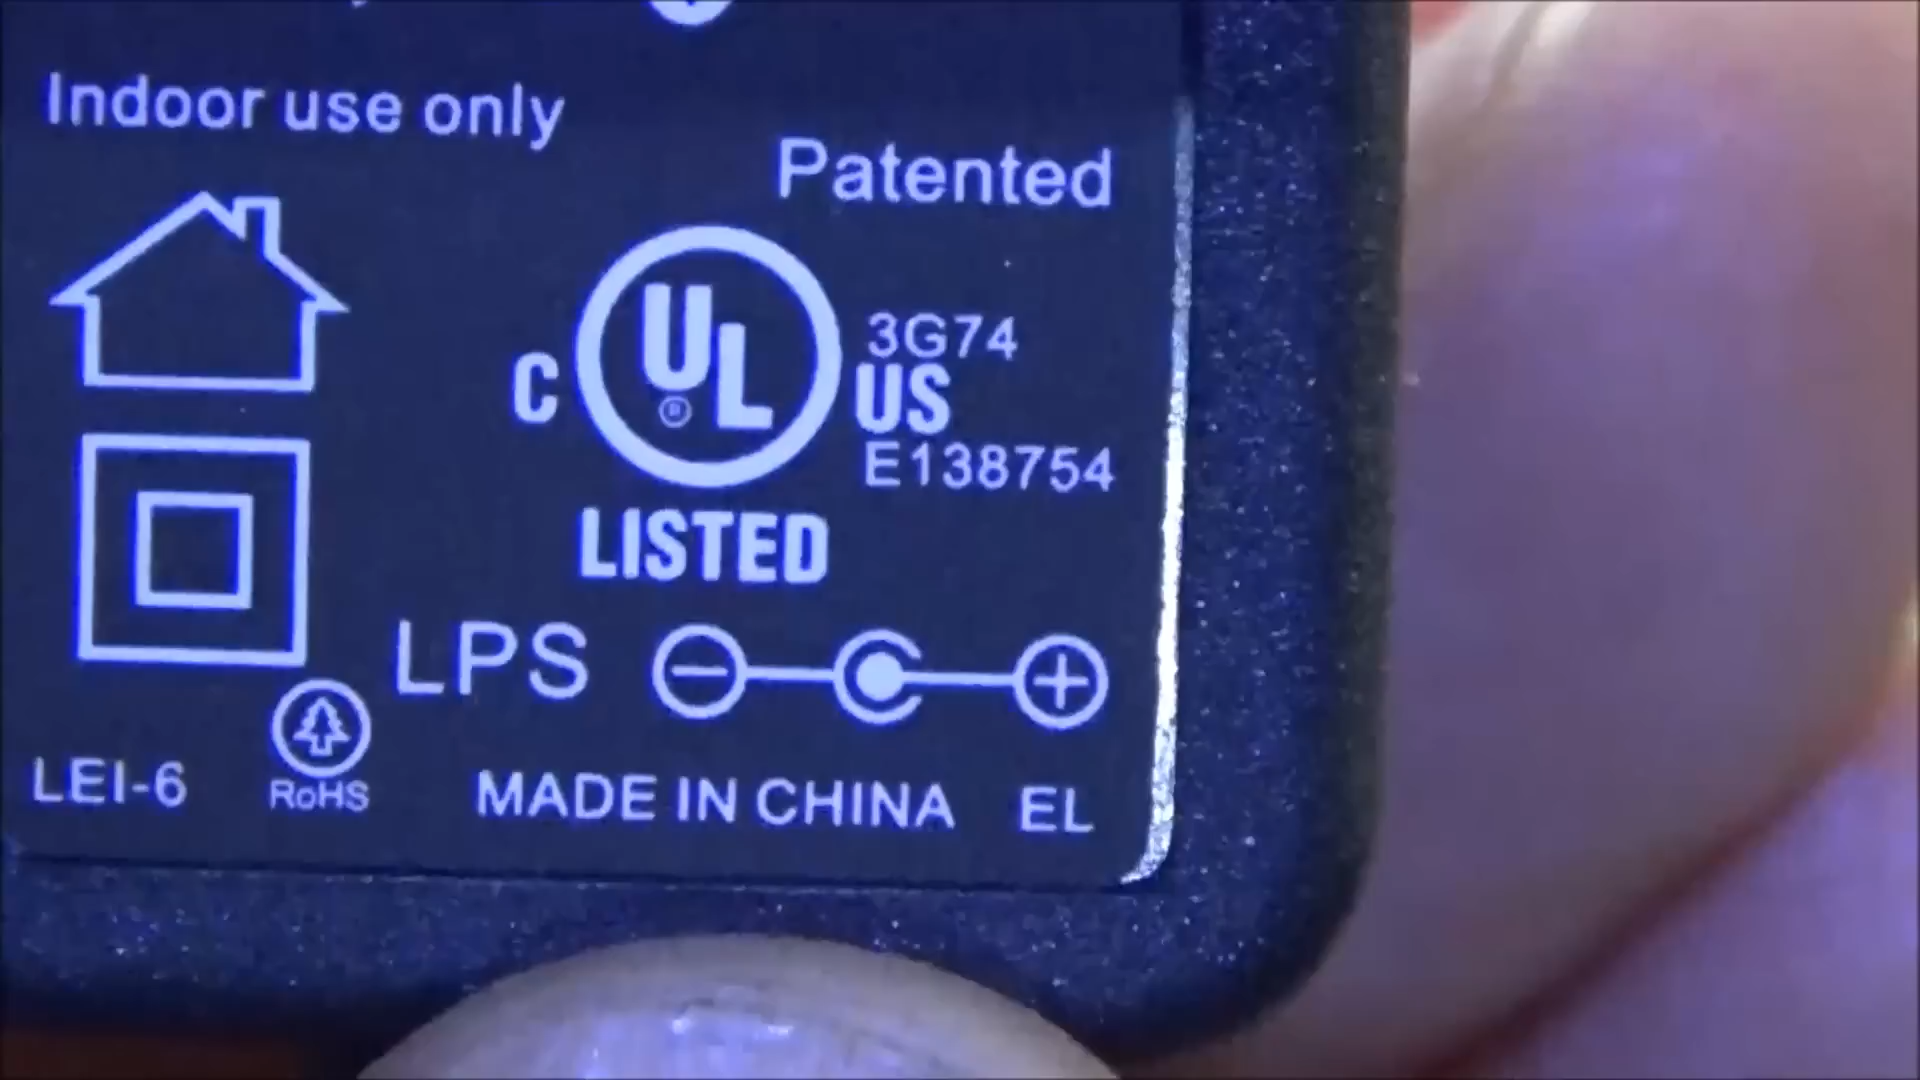 Indoor use only
Patented
3G74
C UL ® US
E138754
LISTED
LPS
LEI-6
RoHS
MADE IN CHINA EL